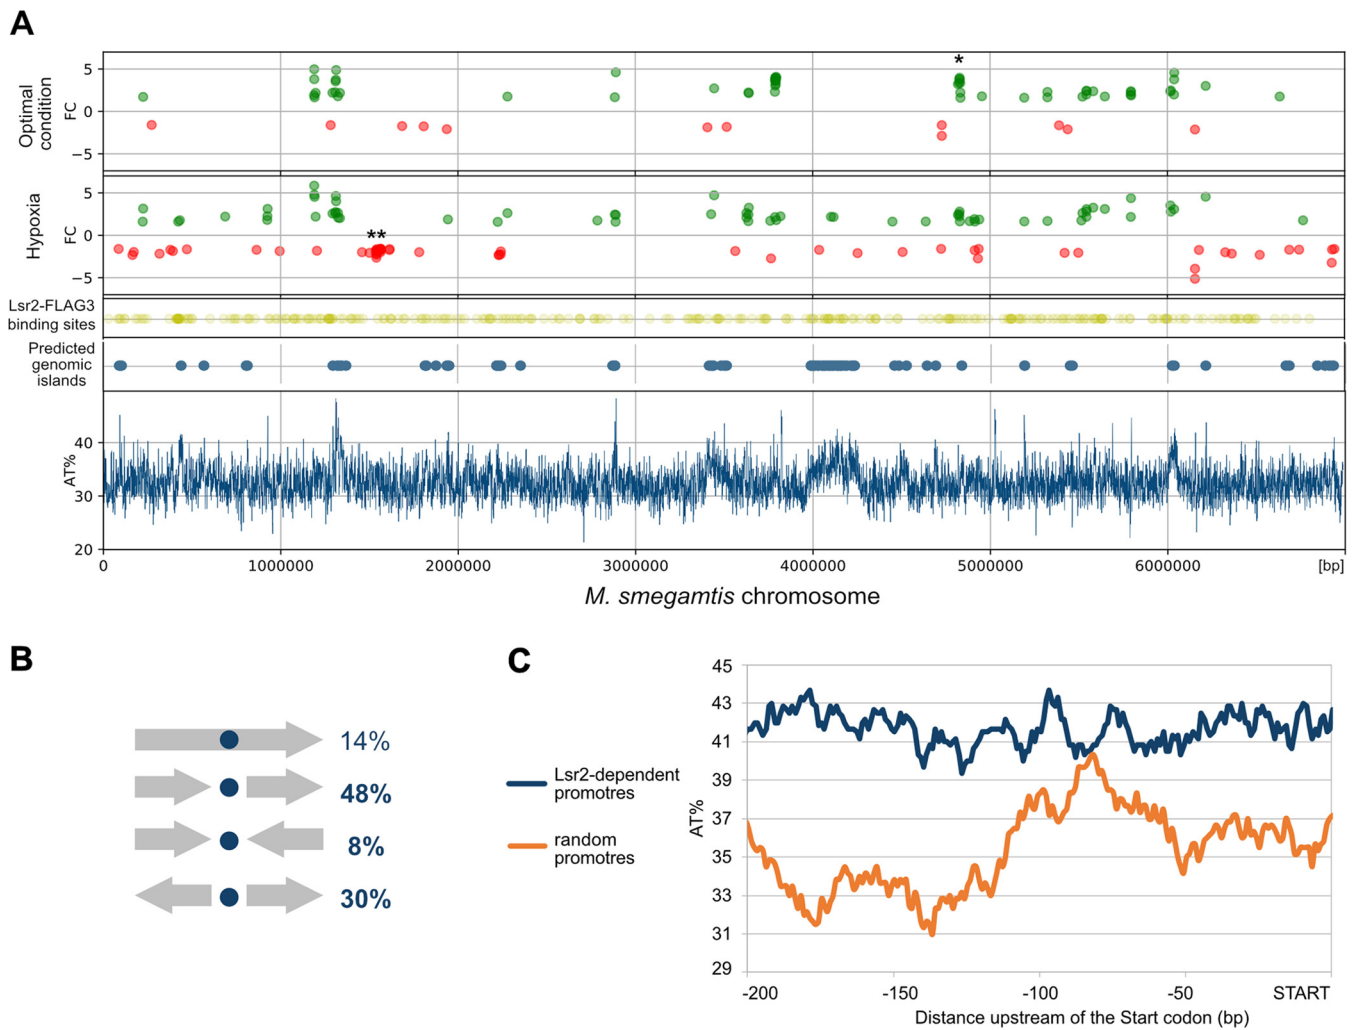 A
Optimal
condition
FC
5
0
−5
*
Hypoxia
FC
5
0
−5
**
Lsr2-FLAG3
binding sites
Predicted
genomic
islands
AT%
40
30
20
0 1000000 2000000 3000000 4000000 5000000 6000000 [bp]
M. smegamtis chromosome
B
14%
48%
8%
30%
C
Lsr2-dependent
promotres
random
promotres
AT%
45
43
41
39
37
35
33
31
29
-200 -150 -100 -50 START
Distance upstream of the Start codon (bp)